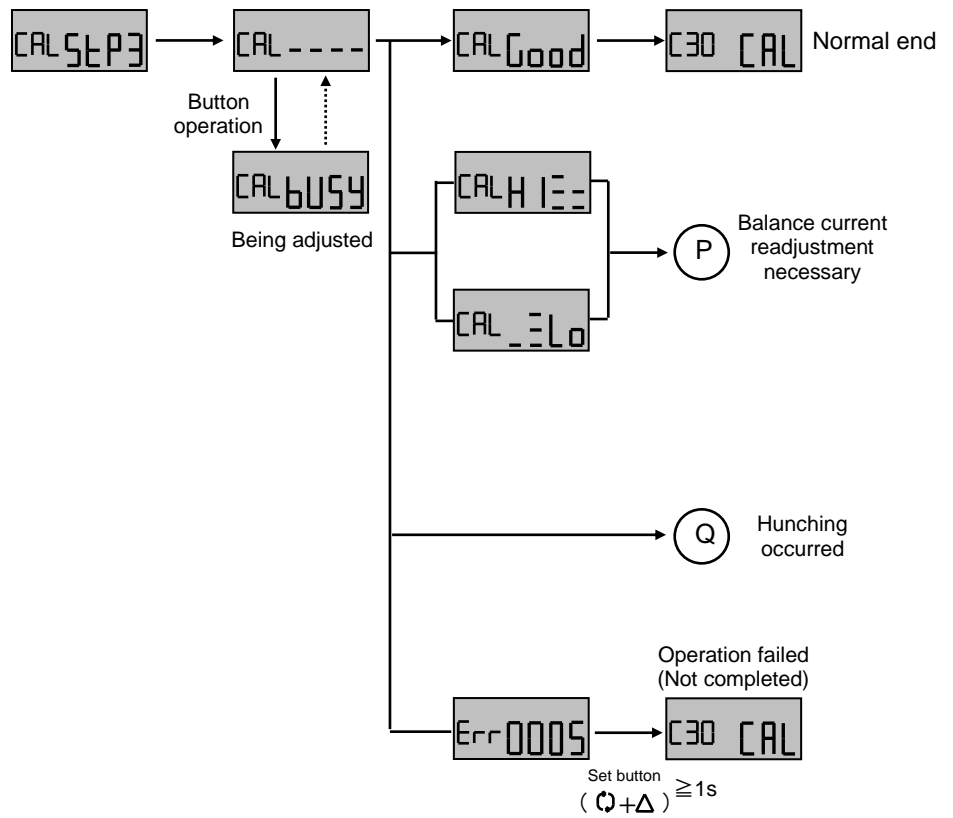 CAL StP3
CAL ----
CAL Good
C30 CAL
Normal end
Button
operation
CAL bUSY
Being adjusted
CAL HI
CAL Lo
P
Balance current
readjustment
necessary
Q
Hunching
occurred
Operation failed
(Not completed)
Err 0005
C30 CAL
Set button
( + △ ) ≧1s